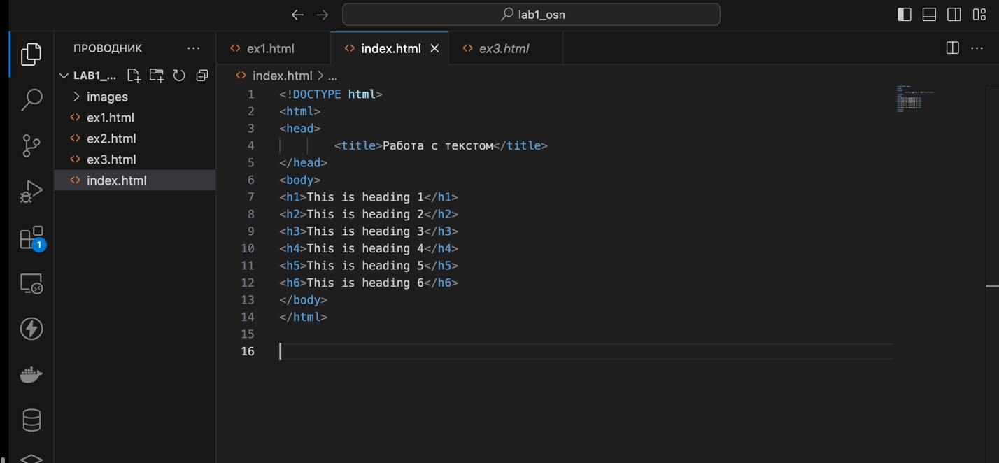 lab1_osn
ПРОВОДНИК
LAB1_...
images
ex1.html
ex2.html
ex3.html
index.html
1
ex1.html
index.html
ex3.html
index.html > ...
1 <!DOCTYPE html>
2 <html>
3 <head>
4 <title>Работа с текстом</title>
5 </head>
6 <body>
7 <h1>This is heading 1</h1>
8 <h2>This is heading 2</h2>
9 <h3>This is heading 3</h3>
10 <h4>This is heading 4</h4>
11 <h5>This is heading 5</h5>
12 <h6>This is heading 6</h6>
13 </body>
14 </html>
15
16